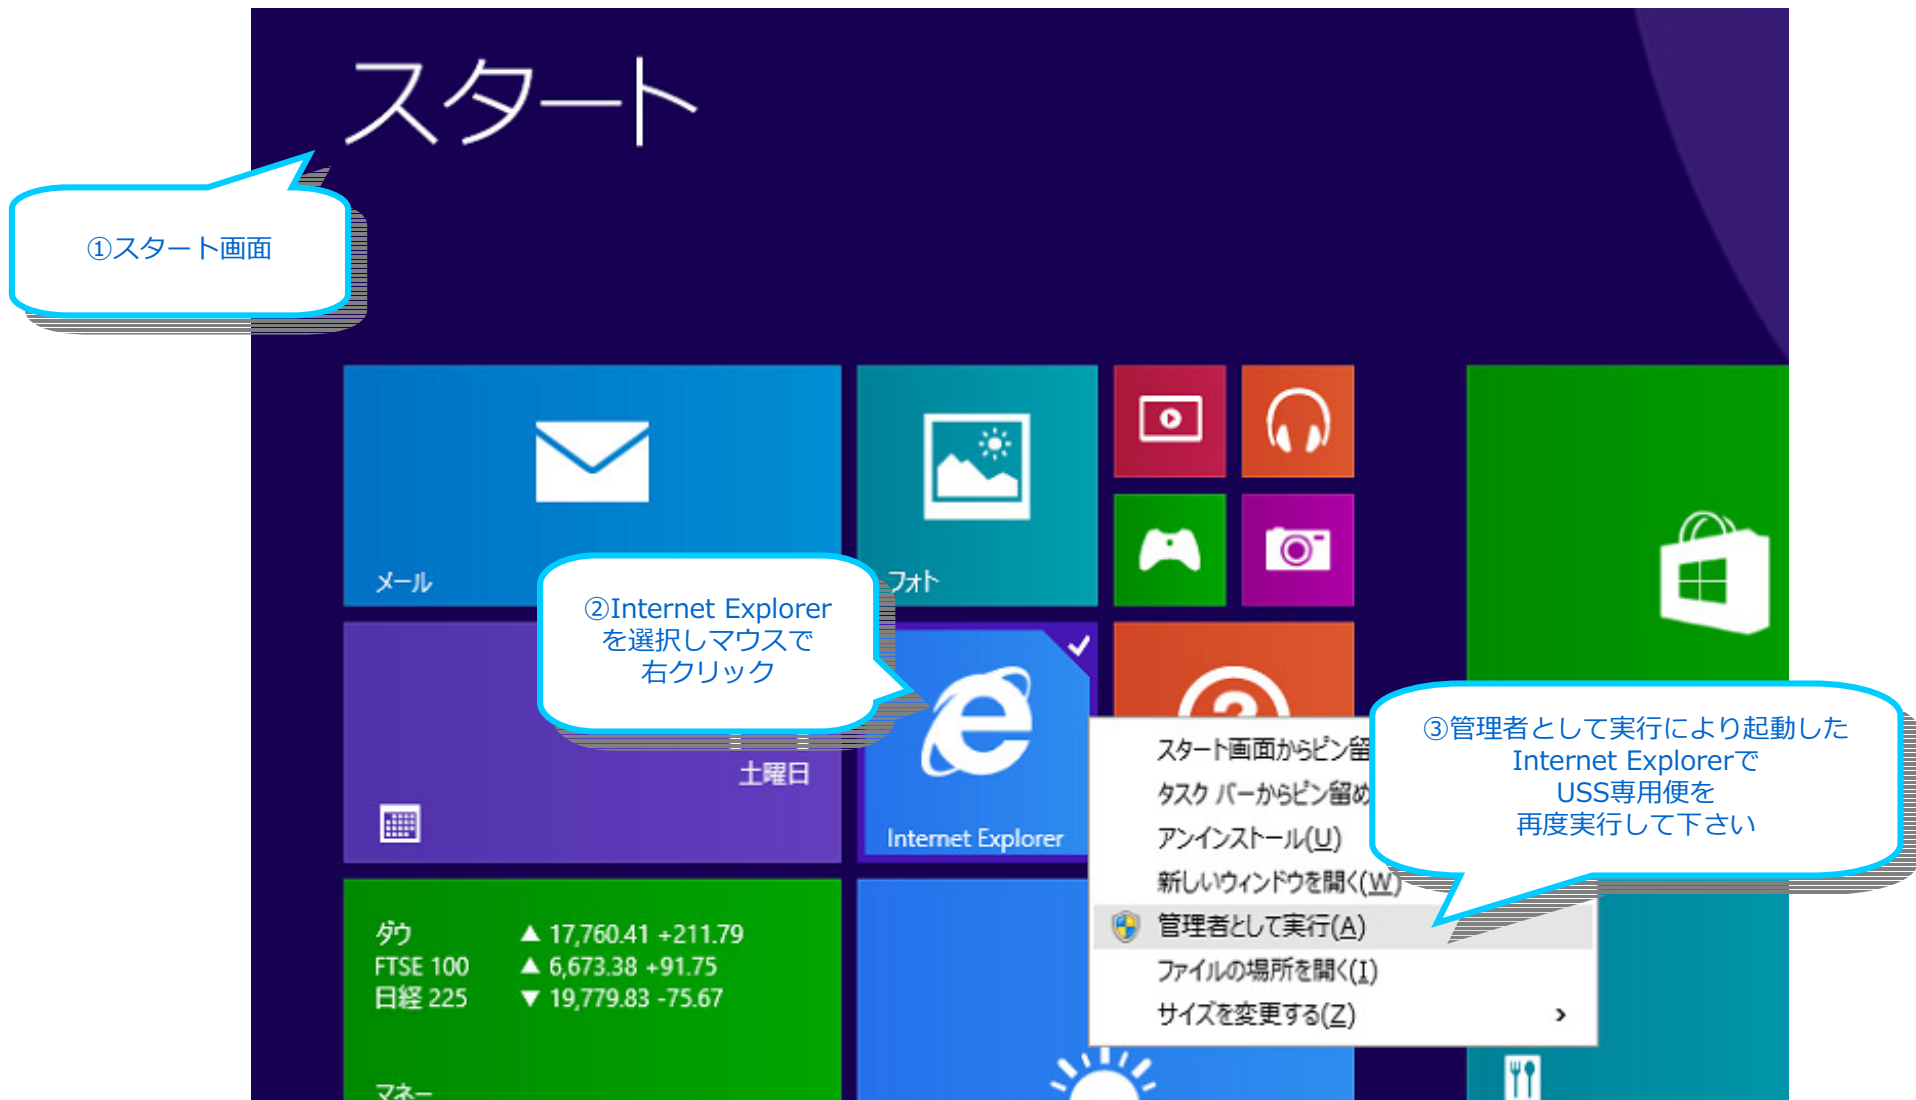 スタート
①スタート画面
メール
フォト
②Internet Explorer
を選択しマウスで
右クリック
土曜日
Internet Explorer
③管理者として実行により起動した
Internet Explorerで
USS専用便を
再度実行して下さい
スタート画面からピン留
タスク バーからピン留め
アンインストール(U)
新しいウィンドウを開く(W)
管理者として実行(A)
ファイルの場所を開く(I)
サイズを変更する(Z)
ダウ ▲ 17,760.41 +211.79
FTSE 100 ▲ 6,673.38 +91.75
日経 225 ▼ 19,779.83 -75.67
マネー